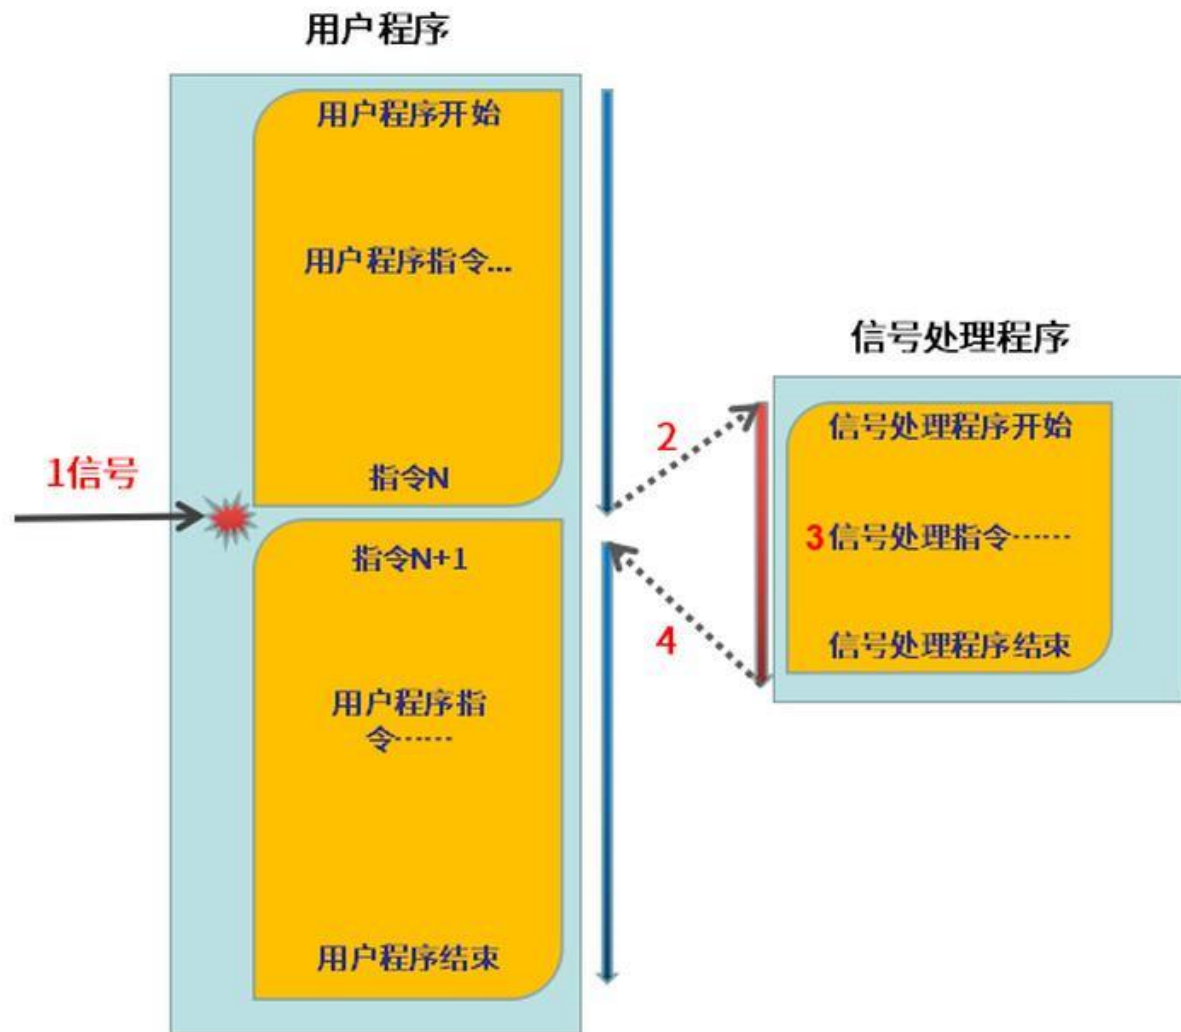 用户程序
用户程序开始
用户程序指令...
指令N
1信号
指令N+1
用户程序指
令······
用户程序结束
信号处理程序
2
信号处理程序开始
3信号处理指令······
4
信号处理程序结束